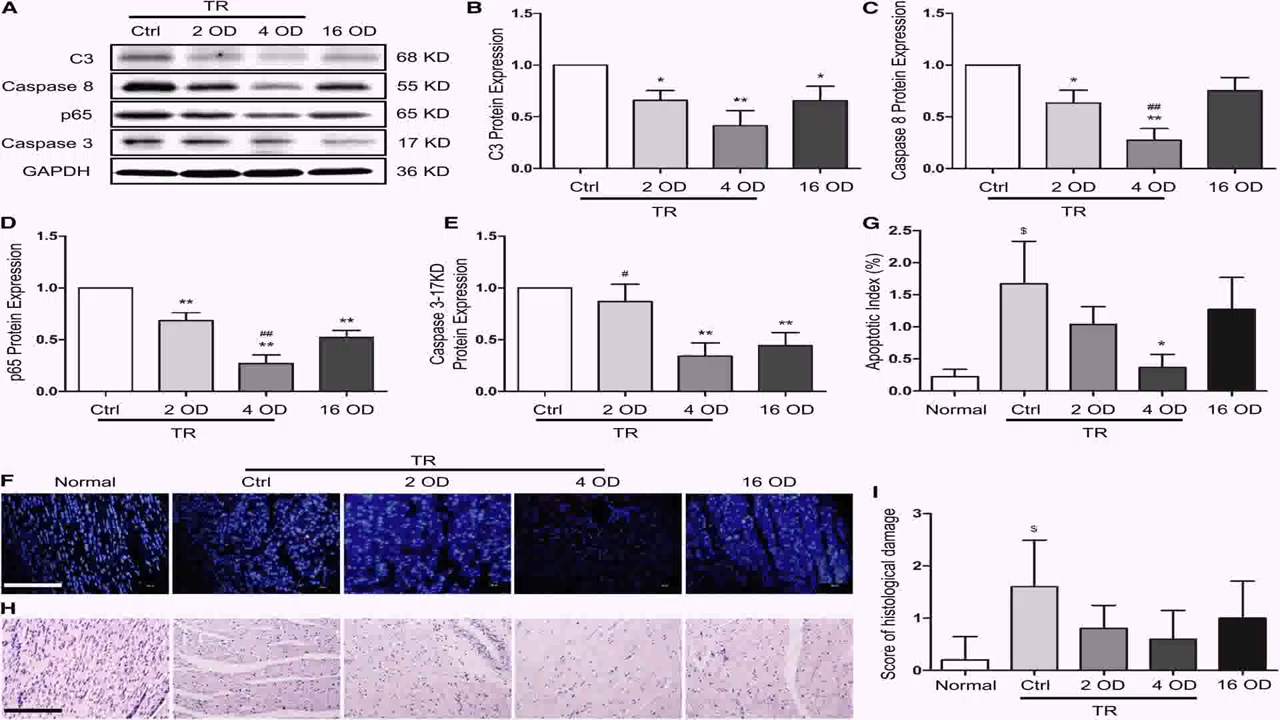 A
TR
Ctrl 2 OD 4 OD 16 OD
C3 68 KD
Caspase 8 55 KD
p65 65 KD
Caspase 3 17 KD
GAPDH 36 KD
B
C3 Protein Expression
1.5
1.0
0.5
0.0
*
**
*
Ctrl 2 OD 4 OD 16 OD
TR
C
Caspase 8 Protein Expression
1.5
1.0
0.5
0.0
*
##
**
Ctrl 2 OD 4 OD 16 OD
TR
D
p65 Protein Expression
1.5
1.0
0.5
0.0
**
##
**
**
Ctrl 2 OD 4 OD 16 OD
TR
E
Caspase 3-17KD
Protein Expression
1.5
1.0
0.5
0.0
#
**
**
Ctrl 2 OD 4 OD 16 OD
TR
G
Apoptotic Index (%)
2.5
2.0
1.5
1.0
0.5
0.0
$
*
Normal Ctrl 2 OD 4 OD 16 OD
TR
F
TR
Normal Ctrl 2 OD 4 OD 16 OD
H
I
Score of histological damage
3
2
1
0
$
Normal Ctrl 2 OD 4 OD 16 OD
TR